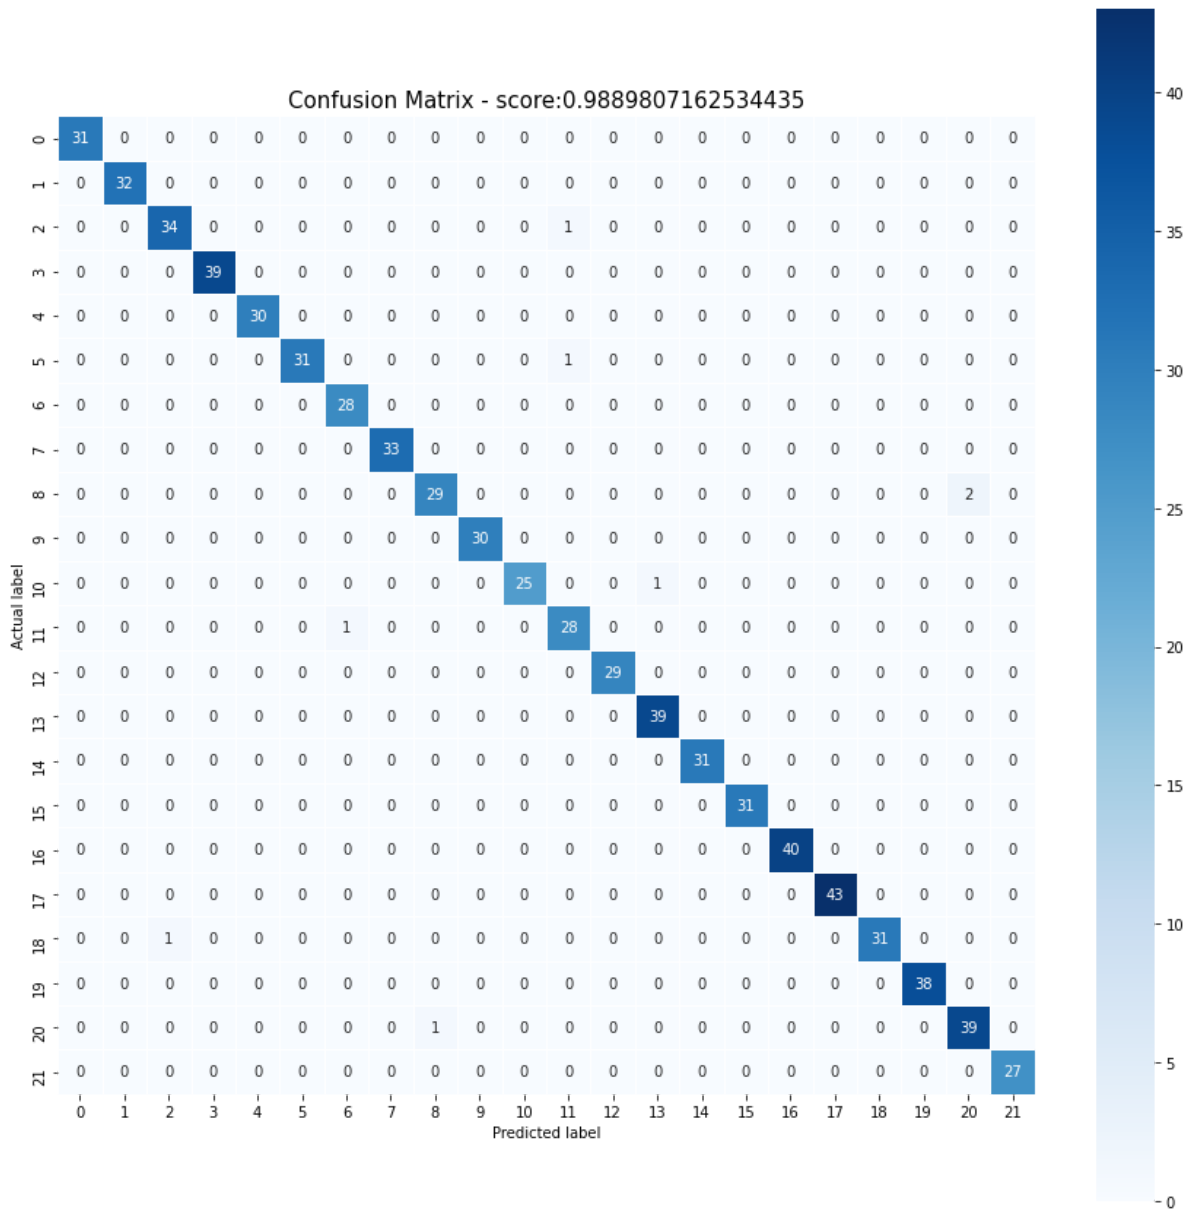 Confusion Matrix - score:0.9889807162534435
0 31 0 0 0 0 0 0 0 0 0 0 0 0 0 0 0 0 0 0 0 0 0
1 0 32 0 0 0 0 0 0 0 0 0 0 0 0 0 0 0 0 0 0 0 0
2 0 0 34 0 0 0 0 0 0 0 0 1 0 0 0 0 0 0 0 0 0 0
3 0 0 0 39 0 0 0 0 0 0 0 0 0 0 0 0 0 0 0 0 0 0
4 0 0 0 0 30 0 0 0 0 0 0 0 0 0 0 0 0 0 0 0 0 0
5 0 0 0 0 0 31 0 0 0 0 0 1 0 0 0 0 0 0 0 0 0 0
6 0 0 0 0 0 0 28 0 0 0 0 0 0 0 0 0 0 0 0 0 0 0
7 0 0 0 0 0 0 0 33 0 0 0 0 0 0 0 0 0 0 0 0 0 0
8 0 0 0 0 0 0 0 0 29 0 0 0 0 0 0 0 0 0 0 0 2 0
9 0 0 0 0 0 0 0 0 0 30 0 0 0 0 0 0 0 0 0 0 0 0
10 0 0 0 0 0 0 0 0 0 0 25 0 0 1 0 0 0 0 0 0 0 0
11 0 0 0 0 0 0 1 0 0 0 0 28 0 0 0 0 0 0 0 0 0 0
12 0 0 0 0 0 0 0 0 0 0 0 0 29 0 0 0 0 0 0 0 0 0
13 0 0 0 0 0 0 0 0 0 0 0 0 0 39 0 0 0 0 0 0 0 0
14 0 0 0 0 0 0 0 0 0 0 0 0 0 0 31 0 0 0 0 0 0 0
15 0 0 0 0 0 0 0 0 0 0 0 0 0 0 0 31 0 0 0 0 0 0
16 0 0 0 0 0 0 0 0 0 0 0 0 0 0 0 0 40 0 0 0 0 0
17 0 0 0 0 0 0 0 0 0 0 0 0 0 0 0 0 0 43 0 0 0 0
18 0 0 1 0 0 0 0 0 0 0 0 0 0 0 0 0 0 0 31 0 0 0
19 0 0 0 0 0 0 0 0 0 0 0 0 0 0 0 0 0 0 0 38 0 0
20 0 0 0 0 0 0 0 0 1 0 0 0 0 0 0 0 0 0 0 0 39 0
21 0 0 0 0 0 0 0 0 0 0 0 0 0 0 0 0 0 0 0 0 0 27
0 1 2 3 4 5 6 7 8 9 10 11 12 13 14 15 16 17 18 19 20 21
Predicted label
Actual label
40
35
30
25
20
15
10
5
0